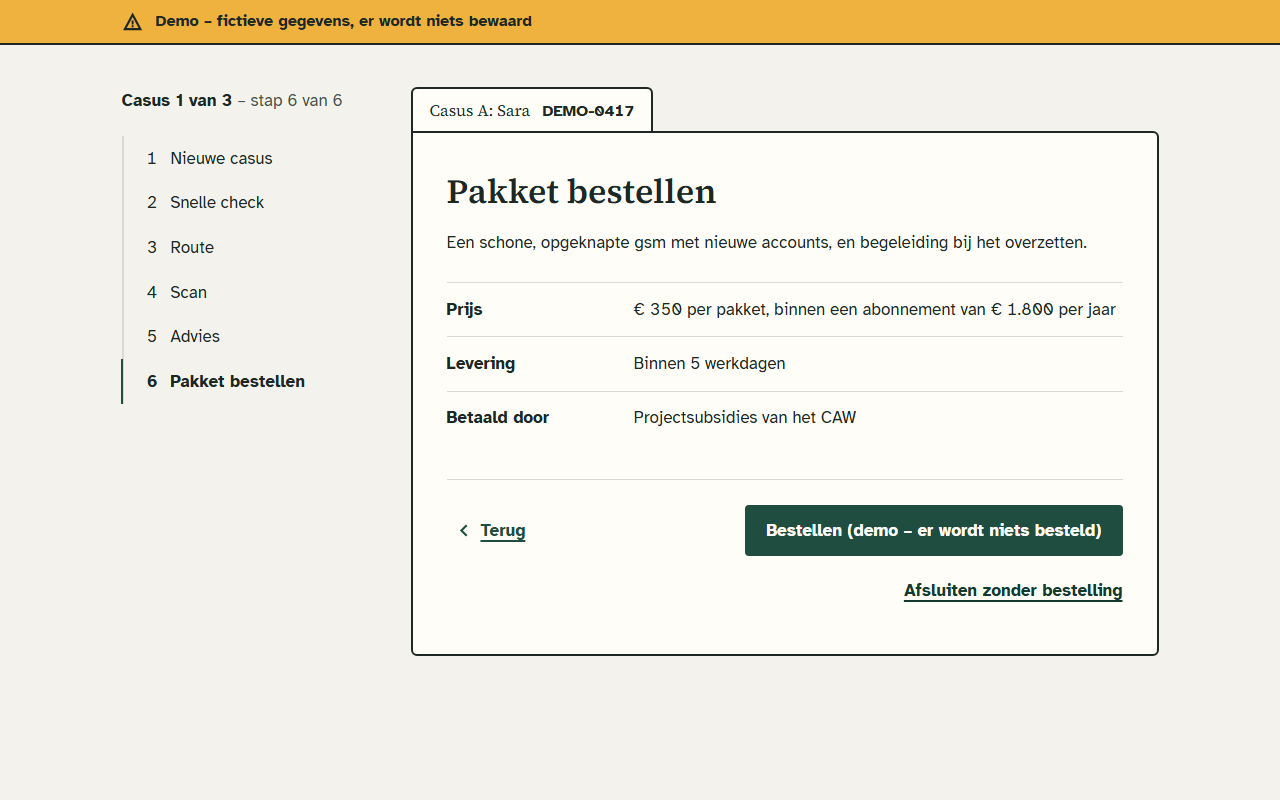 Demo – fictieve gegevens, er wordt niets bewaard
Casus 1 van 3 – stap 6 van 6
1 Nieuwe casus
2 Snelle check
3 Route
4 Scan
5 Advies
6 Pakket bestellen
Casus A: Sara DEMO-0417
Pakket bestellen
Een schone, opgeknapte gsm met nieuwe accounts, en begeleiding bij het overzetten.
Prijs € 350 per pakket, binnen een abonnement van € 1.800 per jaar
Levering Binnen 5 werkdagen
Betaald door Projectsubsidies van het CAW
Terug
Bestellen (demo – er wordt niets besteld)
Afsluiten zonder bestelling